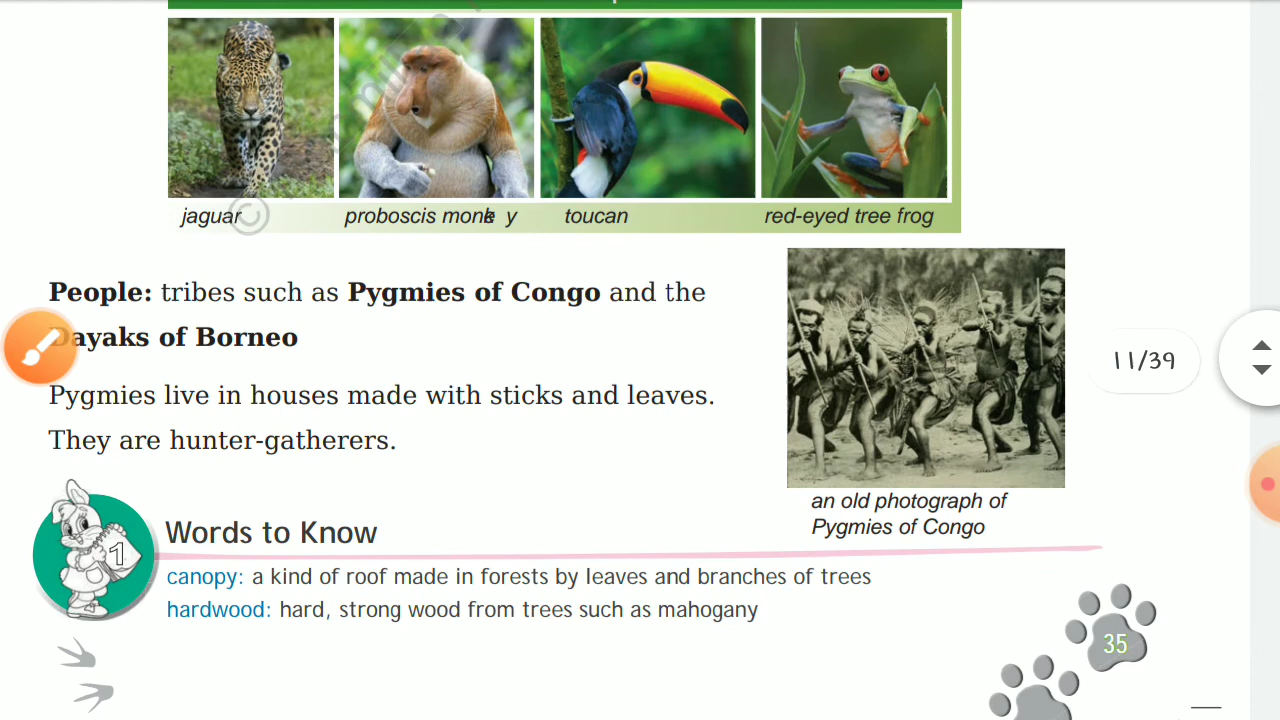 jaguar
proboscis monkey
toucan
red-eyed tree frog
People: tribes such as Pygmies of Congo and the
Dayaks of Borneo
Pygmies live in houses made with sticks and leaves.
They are hunter-gatherers.
an old photograph of
Pygmies of Congo
11/39
1
Words to Know
canopy: a kind of roof made in forests by leaves and branches of trees
hardwood: hard, strong wood from trees such as mahogany
35